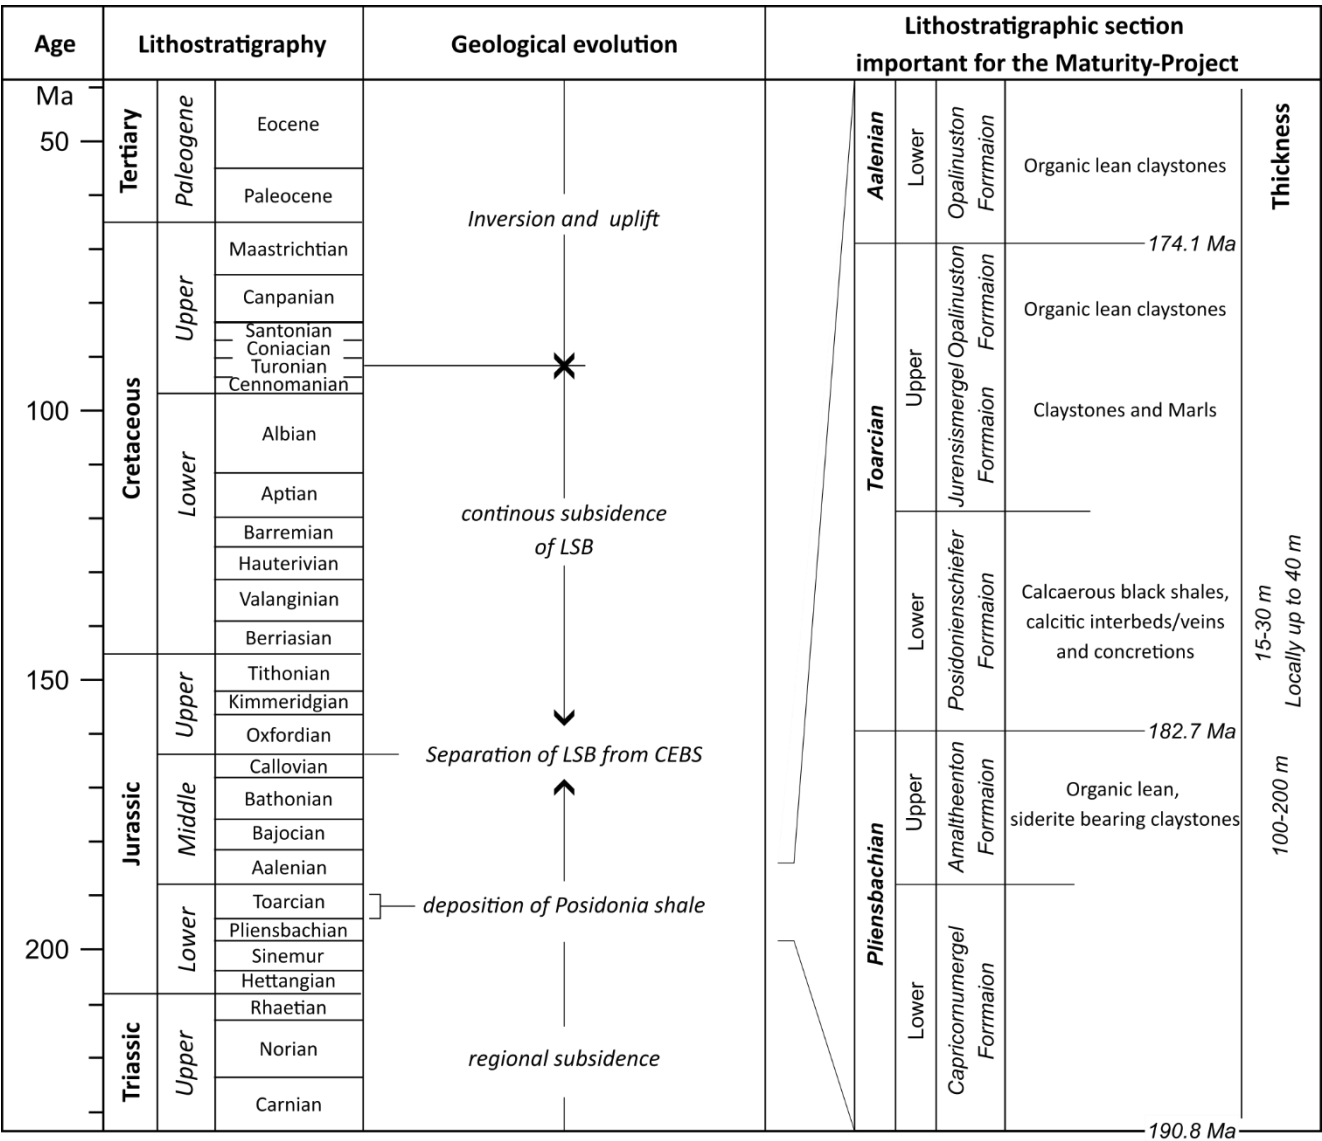 Age
Lithostratigraphy
Geological evolution
Lithostratigraphic section
important for the Maturity-Project
Ma
50
100
150
200
Tertiary
Cretaceous
Jurassic
Triassic
Paleogene
Upper
Lower
Upper
Middle
Lower
Upper
Eocene
Paleocene
Maastrichtian
Canpanian
Santonian
Coniacian
Turonian
Cennomanian
Albian
Aptian
Barremian
Hauterivian
Valanginian
Berriasian
Tithonian
Kimmeridgian
Oxfordian
Callovian
Bathonian
Bajocian
Aalenian
Toarcian
Pliensbachian
Sinemur
Hettangian
Rhaetian
Norian
Carnian
Inversion and uplift
continous subsidence
of LSB
Separation of LSB from CEBS
deposition of Posidonia shale
regional subsidence
Aalenian
Lower
Opalinuston
Forrmaion
Organic lean claystones
Thickness
174.1 Ma
Toarcian
Upper
Opalinuston
Forrmaion
Organic lean claystones
Jurensismergel
Forrmaion
Claystones and Marls
Lower
Posidonienschiefer
Forrmaion
Calcaerous black shales,
calcitic interbeds/veins
and concretions
15-30 m
Locally up to 40 m
182.7 Ma
Pliensbachian
Upper
Amaltheenton
Forrmaion
Organic lean,
siderite bearing claystones
100-200 m
Lower
Capricornumergel
Forrmaion
190.8 Ma